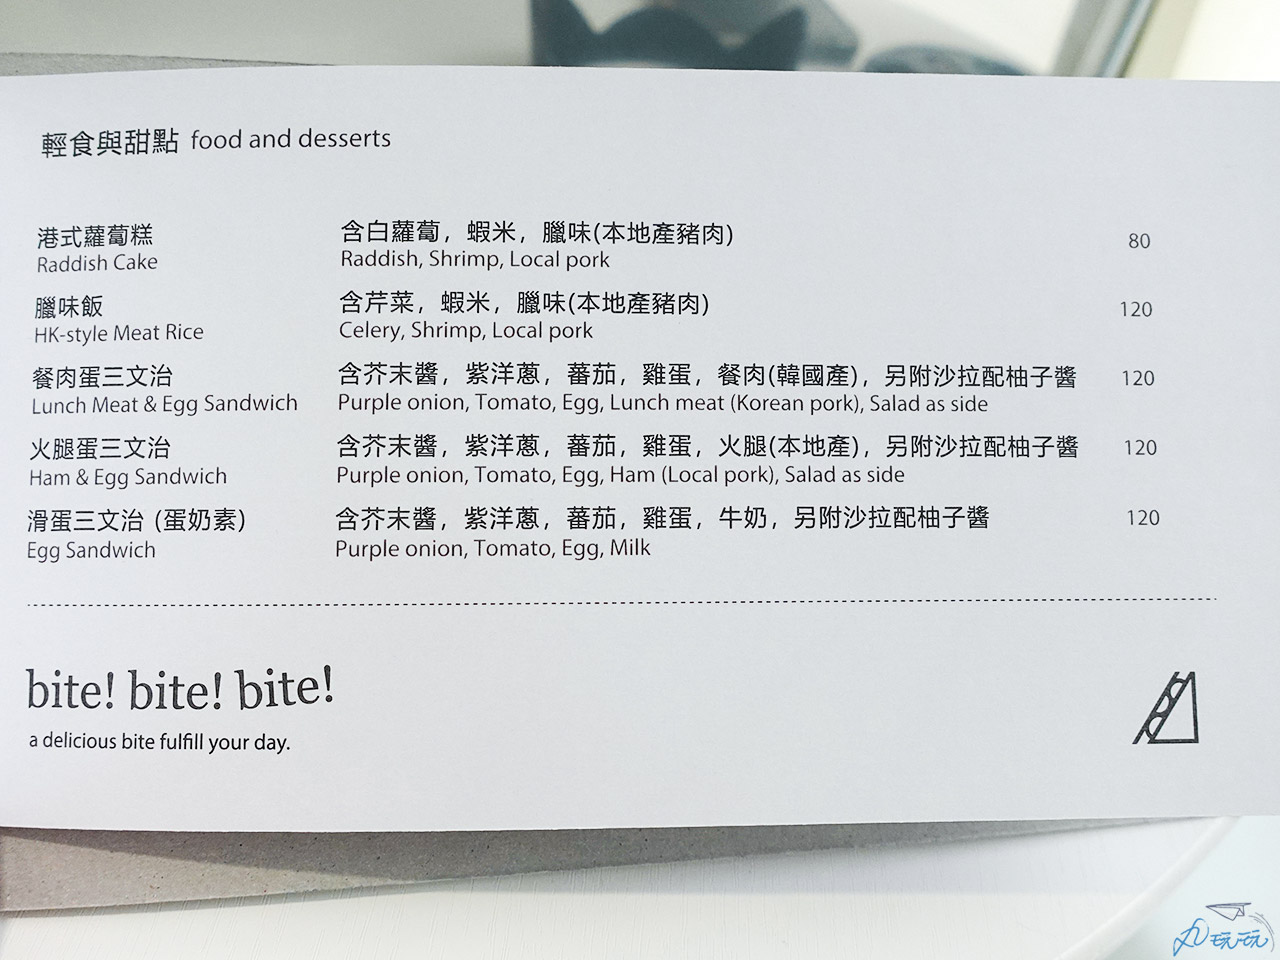 輕食與甜點 food and desserts
港式蘿蔔糕
Raddish Cake
含白蘿蔔，蝦米，臘味(本地產豬肉)
Raddish, Shrimp, Local pork
80
臘味飯
HK-style Meat Rice
含芹菜，蝦米，臘味(本地產豬肉)
Celery, Shrimp, Local pork
120
餐肉蛋三文治
Lunch Meat & Egg Sandwich
含芥末醬，紫洋蔥，蕃茄，雞蛋，餐肉(韓國產)，另附沙拉配柚子醬
Purple onion, Tomato, Egg, Lunch meat (Korean pork), Salad as side
120
火腿蛋三文治
Ham & Egg Sandwich
含芥末醬，紫洋蔥，蕃茄，雞蛋，火腿(本地產)，另附沙拉配柚子醬
Purple onion, Tomato, Egg, Ham (Local pork), Salad as side
120
滑蛋三文治 (蛋奶素)
Egg Sandwich
含芥末醬，紫洋蔥，蕃茄，雞蛋，牛奶，另附沙拉配柚子醬
Purple onion, Tomato, Egg, Milk
120
bite! bite! bite!
a delicious bite fulfill your day.
玩玩